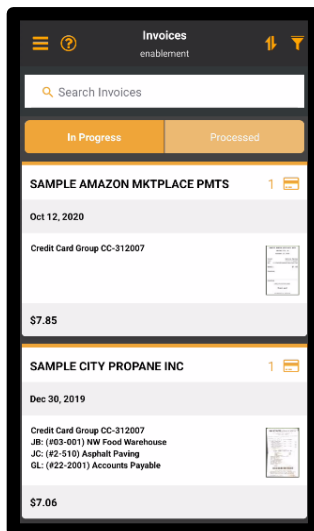 Invoices
enablement
Search Invoices
In Progress
Processed
SAMPLE AMAZON MKTPLACE PMTS
1
Oct 12, 2020
Credit Card Group CC-312007
$7.85
SAMPLE CITY PROPANE INC
1
Dec 30, 2019
Credit Card Group CC-312007
JB: (#03-001) NW Food Warehouse
JC: (#2-510) Asphalt Paving
GL: (#22-2001) Accounts Payable
$7.06